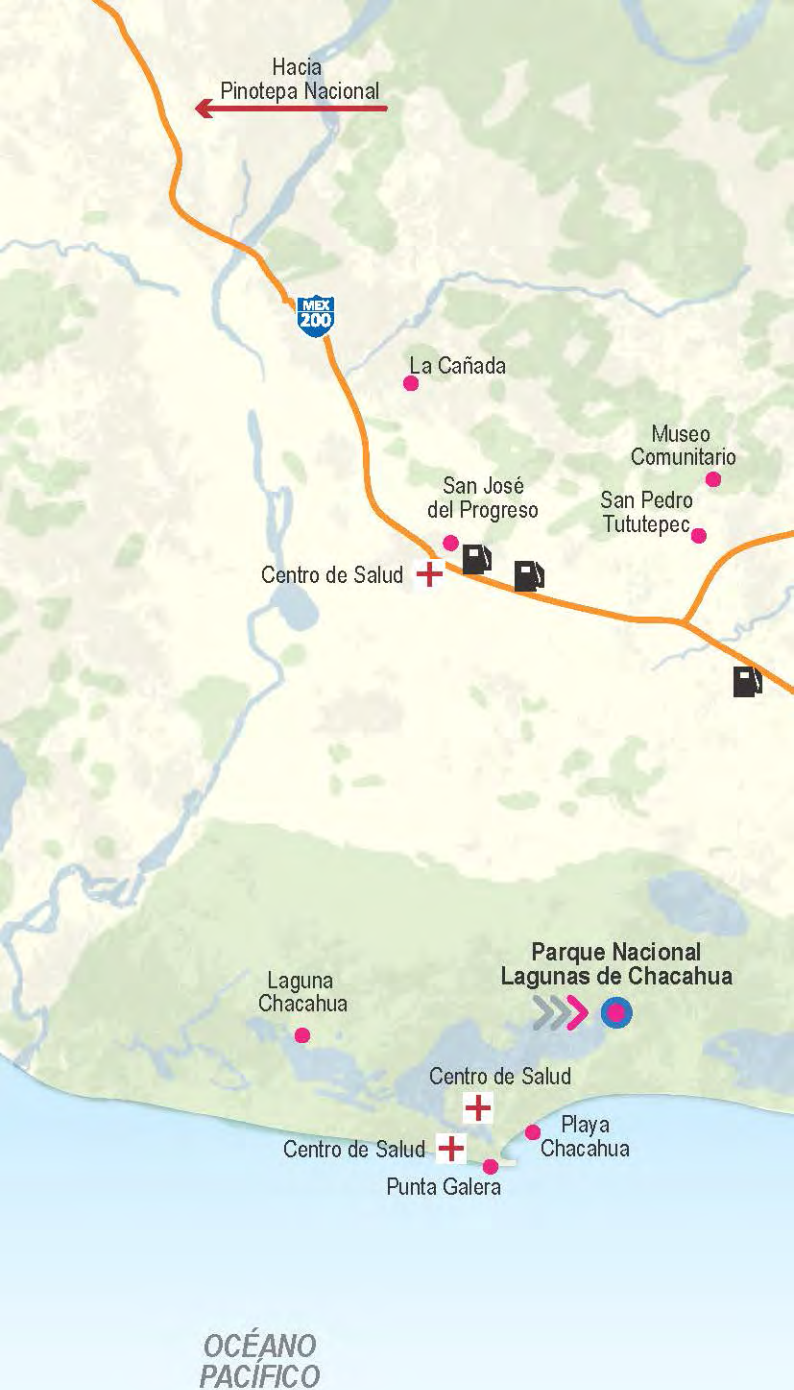 Hacia
Pinotepa Nacional
MEX
200
La Cañada
Museo
Comunitario
San José
del Progreso
San Pedro
Tututepec
Centro de Salud
Parque Nacional
Lagunas de Chacahua
Laguna
Chacahua
Centro de Salud
Playa
Chacahua
Centro de Salud
Punta Galera
OCÉANO
PACÍFICO